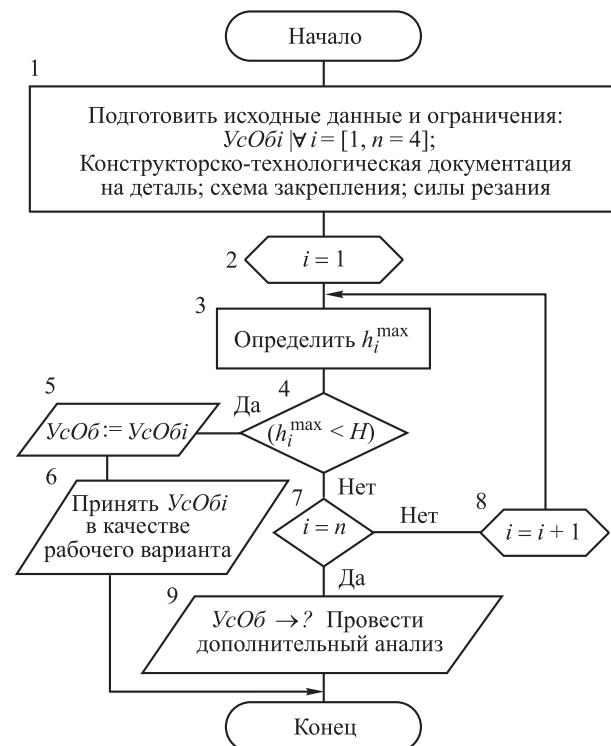 Начало
1
Подготовить исходные данные и ограничения:
УсОбi |∀ i = [1, n = 4];
Конструкторско-технологическая документация
на деталь; схема закрепления; силы резания
2
i = 1
3
Определить h_i^max
4
(h_i^max < H)
Да
5
УсОб := УсОбi
6
Принять УсОбi
в качестве
рабочего варианта
Нет
7
i = n
Нет
8
i = i + 1
Да
9
УсОб → ? Провести
дополнительный анализ
Конец